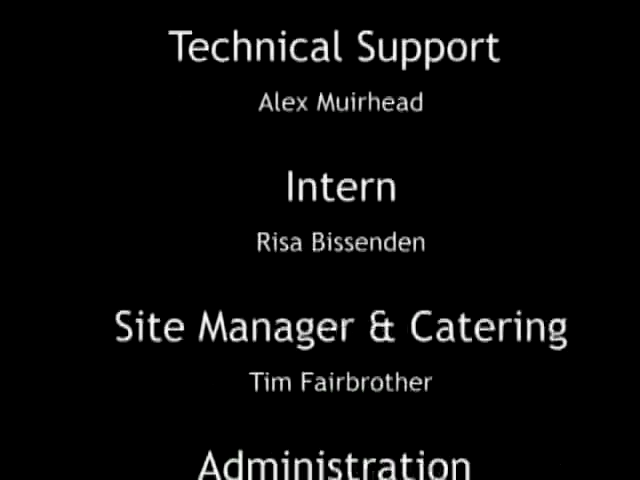 Technical Support
Alex Muirhead
Intern
Risa Bissenden
Site Manager & Catering
Tim Fairbrother
Administration